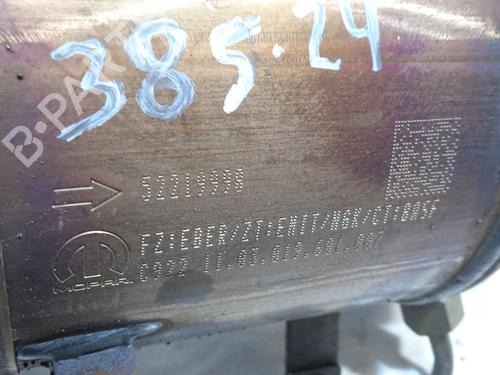 385.24
B-PARTS
52219998
FZ:EBER/ZT:EMIT/NGK/CT:BASF
MOPAR